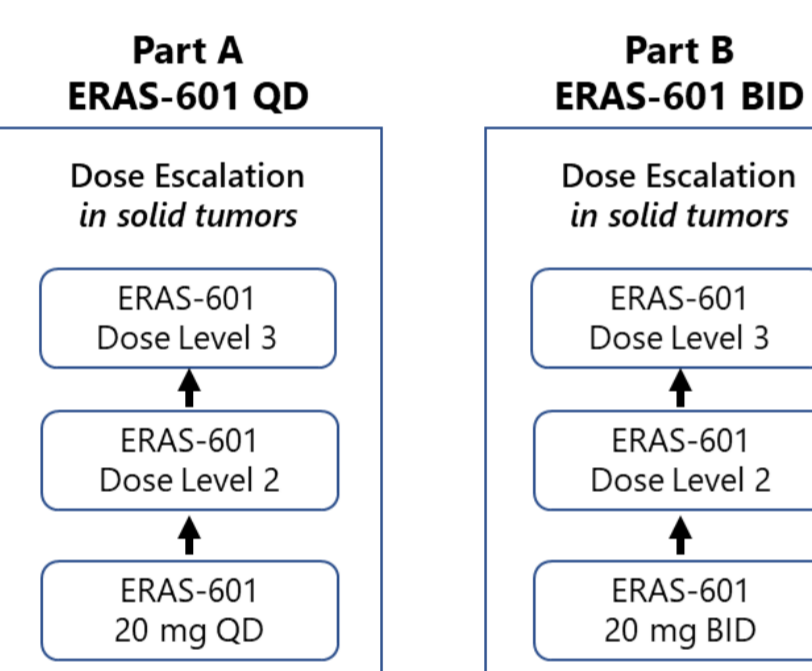 Part A
ERAS-601 QD
Dose Escalation
in solid tumors
ERAS-601
Dose Level 3
ERAS-601
Dose Level 2
ERAS-601
20 mg QD
Part B
ERAS-601 BID
Dose Escalation
in solid tumors
ERAS-601
Dose Level 3
ERAS-601
Dose Level 2
ERAS-601
20 mg BID